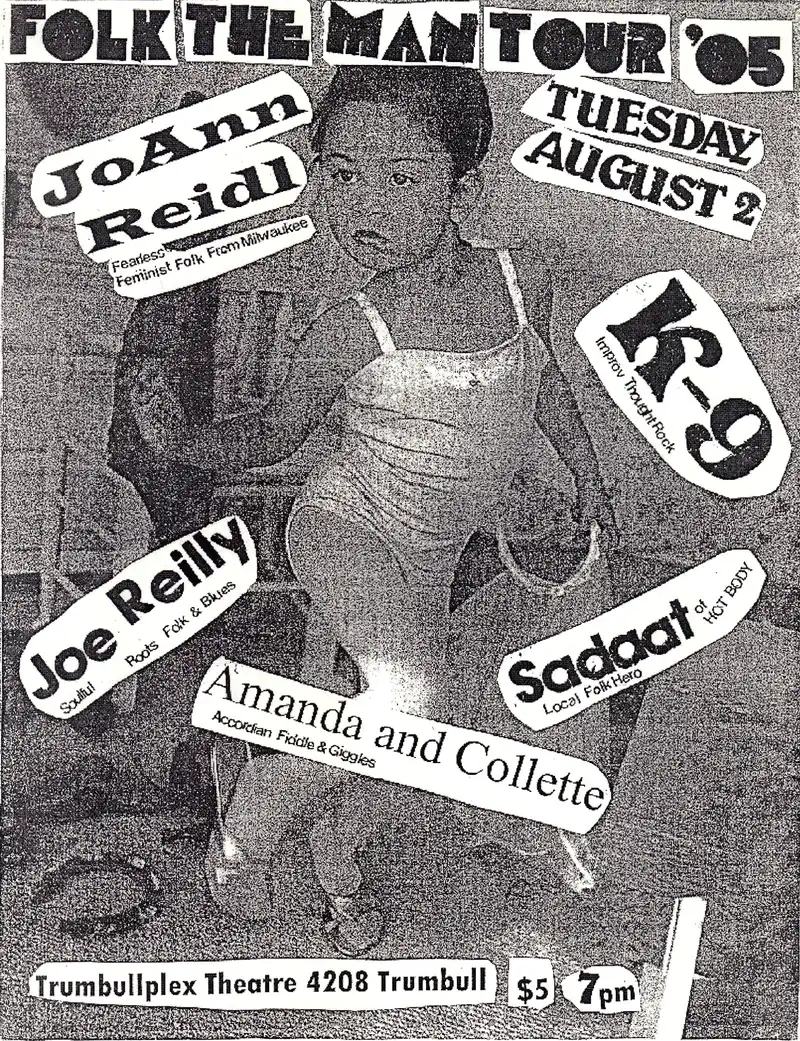 FOLK THE MAN TOUR '05
TUESDAY
AUGUST 2
JoAnn
Reidl
Fearless
Feminist Folk From Milwaukee
K-9
Improv Thought Rock
Joe Reilly
Soulful Roots Folk & Blues
Sadaat of HOT BODY
Local Folk Hero
Amanda and Collette
Accordian Fiddle & Giggles
Trumbullplex Theatre 4208 Trumbull $5 7pm